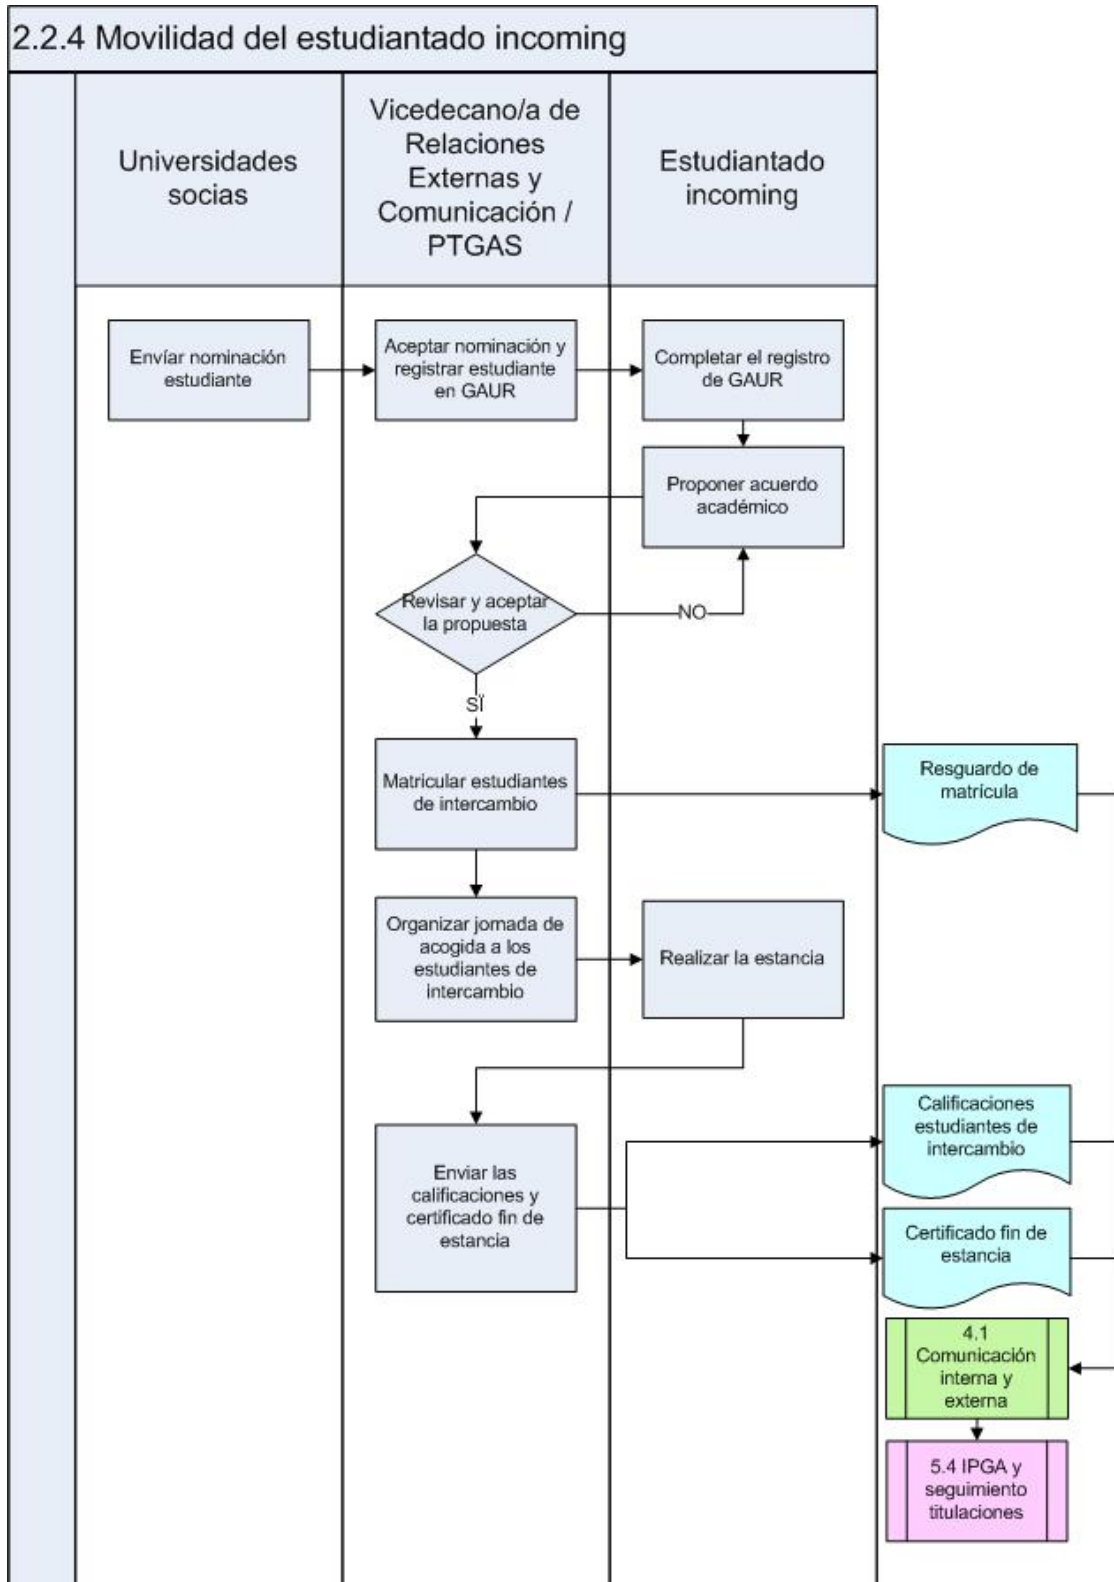 2.2.4 Movilidad del estudiantado incoming
Universidades
socias
Vicedecano/a de
Relaciones
Externas y
Comunicación /
PTGAS
Estudiantado
incoming
Envíar nominación
estudiante
Aceptar nominación y
registrar estudiante
en GAUR
Completar el registro
de GAUR
Proponer acuerdo
académico
Revisar y aceptar
la propuesta
NO
SÏ
Matricular estudiantes
de intercambio
Resguardo de
matrícula
Organizar jornada de
acogida a los
estudiantes de
intercambio
Realizar la estancia
Enviar las
calificaciones y
certificado fin de
estancia
Calificaciones
estudiantes de
intercambio
Certificado fin de
estancia
4.1
Comunicación
interna y
externa
5.4 IPGA y
seguimiento
titulaciones